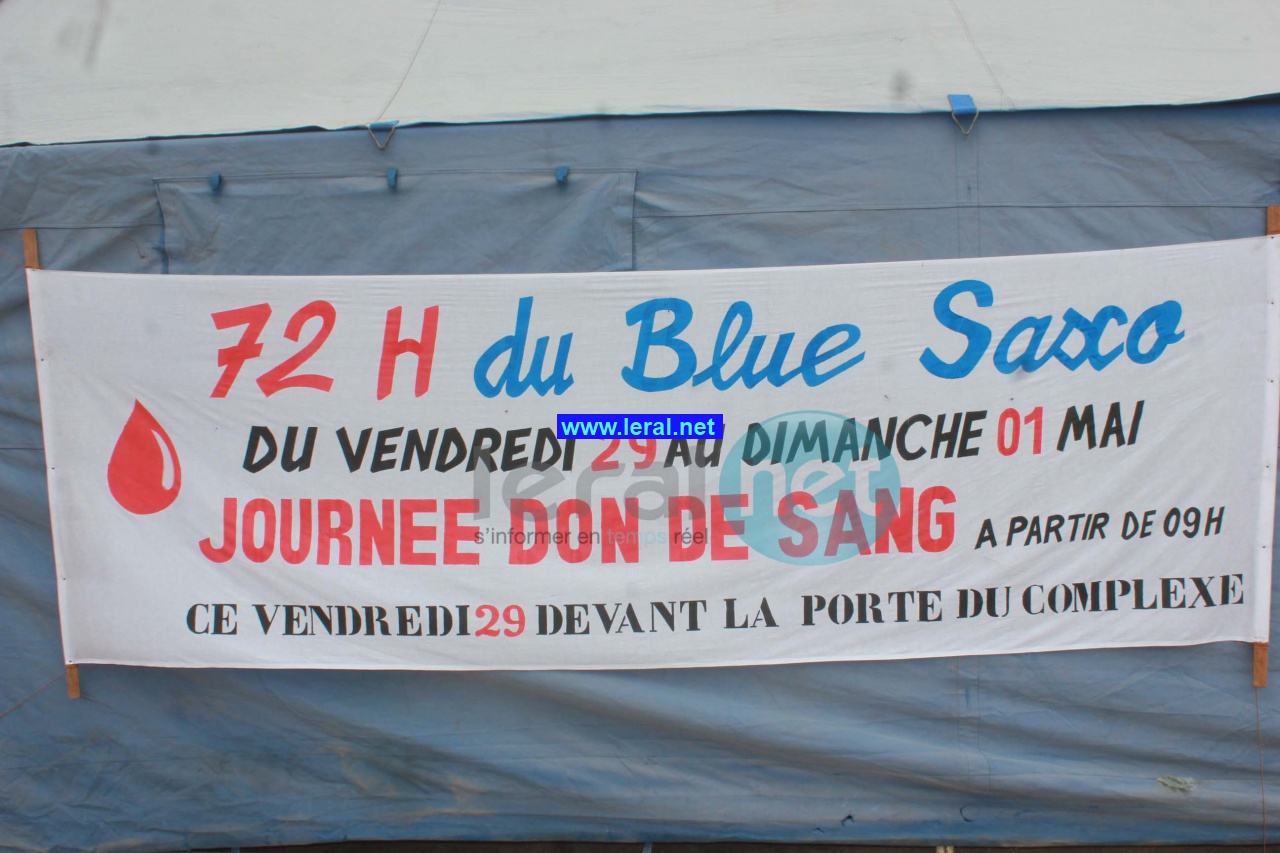 72 H du Blue Saxo
www.leral.net
DU VENDREDI 29 AU DIMANCHE 01 MAI
leral net
JOURNEE DON DE SANG A PARTIR DE 09H
s'informer en temps réel
CE VENDREDI 29 DEVANT LA PORTE DU COMPLEXE